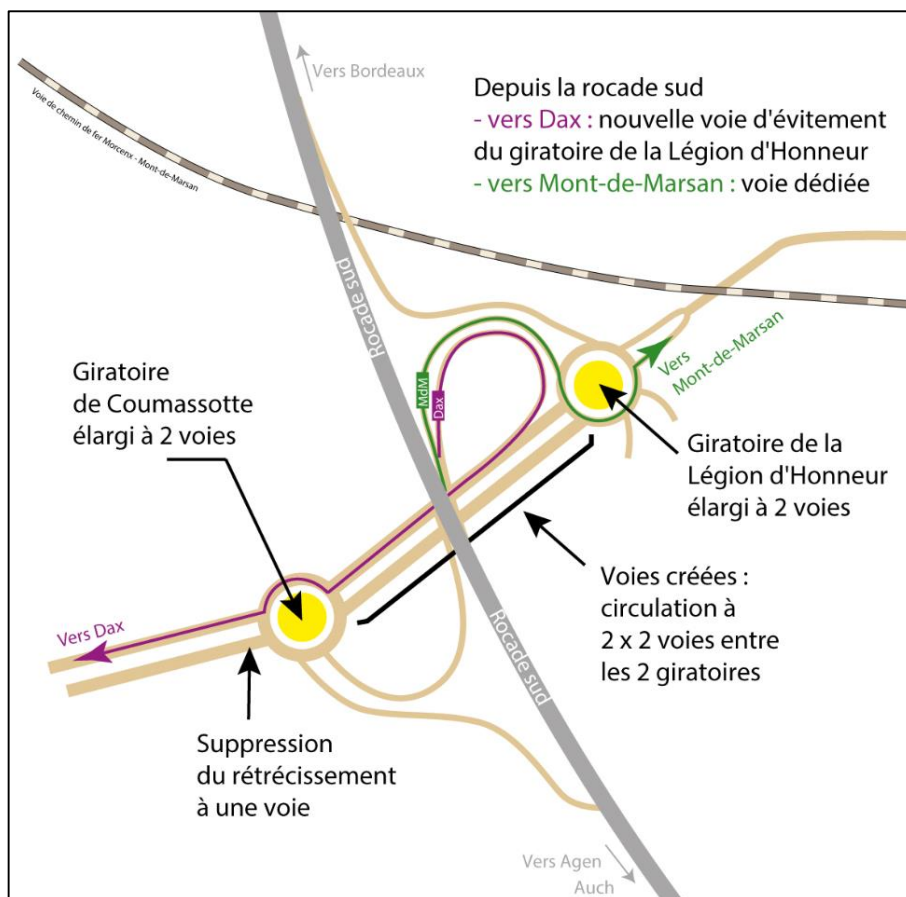 Vers Bordeaux
Depuis la rocade sud
- vers Dax : nouvelle voie d'évitement
du giratoire de la Légion d'Honneur
- vers Mont-de-Marsan : voie dédiée
Voie de chemin de fer Morcenx - Mont-de-Marsan
Rocade sud
Giratoire
de Coumassotte
élargi à 2 voies
MdM
Dax
Vers
Mont-de-Marsan
Giratoire de la
Légion d'Honneur
élargi à 2 voies
Voies créées :
circulation à
2 x 2 voies entre
les 2 giratoires
Vers Dax
Rocade sud
Suppression
du rétrécissement
à une voie
Vers Agen
Auch